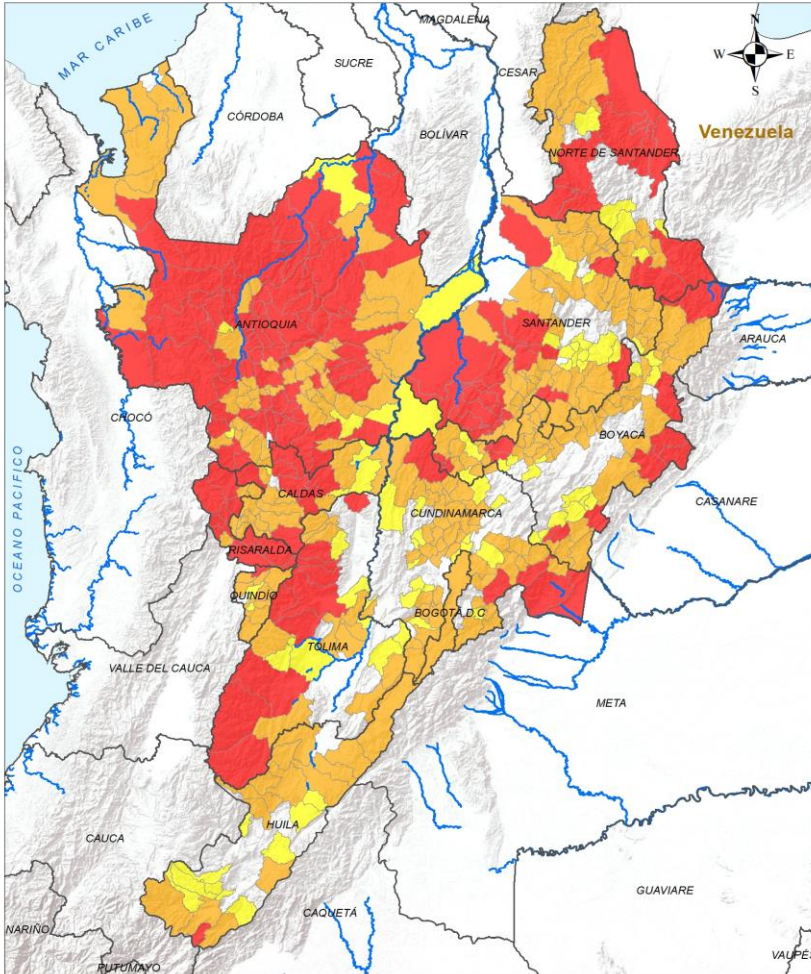 MAGDALENA
MAR CARIBE
N
W E
S
SUCRE
CESAR
CÓRDOBA
BOLÍVAR
Venezuela
NORTE DE SANTANDER
SANTANDER
ANTIOQUIA
ARAUCA
CHOCÓ
BOYACÁ
OCEANO PACIFICO
CALDAS
CASANARE
CUNDINAMARCA
RISARALDA
QUINDÍO
BOGOTÁ D.C
TOLIMA
VALLE DEL CAUCA
META
HUILA
CAUCA
GUAVIARE
CAQUETÁ
NARIÑO
PUTUMAYO
VAUPÉS